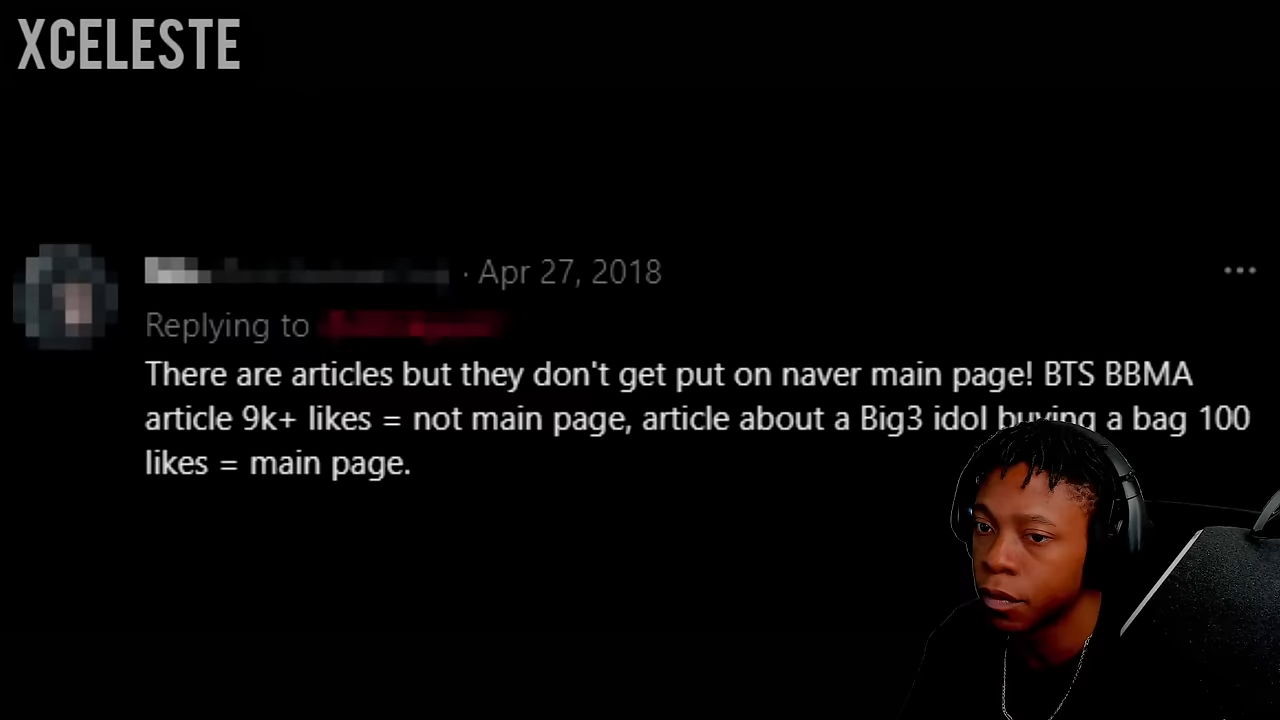 XCELESTE
· Apr 27, 2018
Replying to
There are articles but they don't get put on naver main page! BTS BBMA
article 9k+ likes = not main page, article about a Big3 idol buying a bag 100
likes = main page.